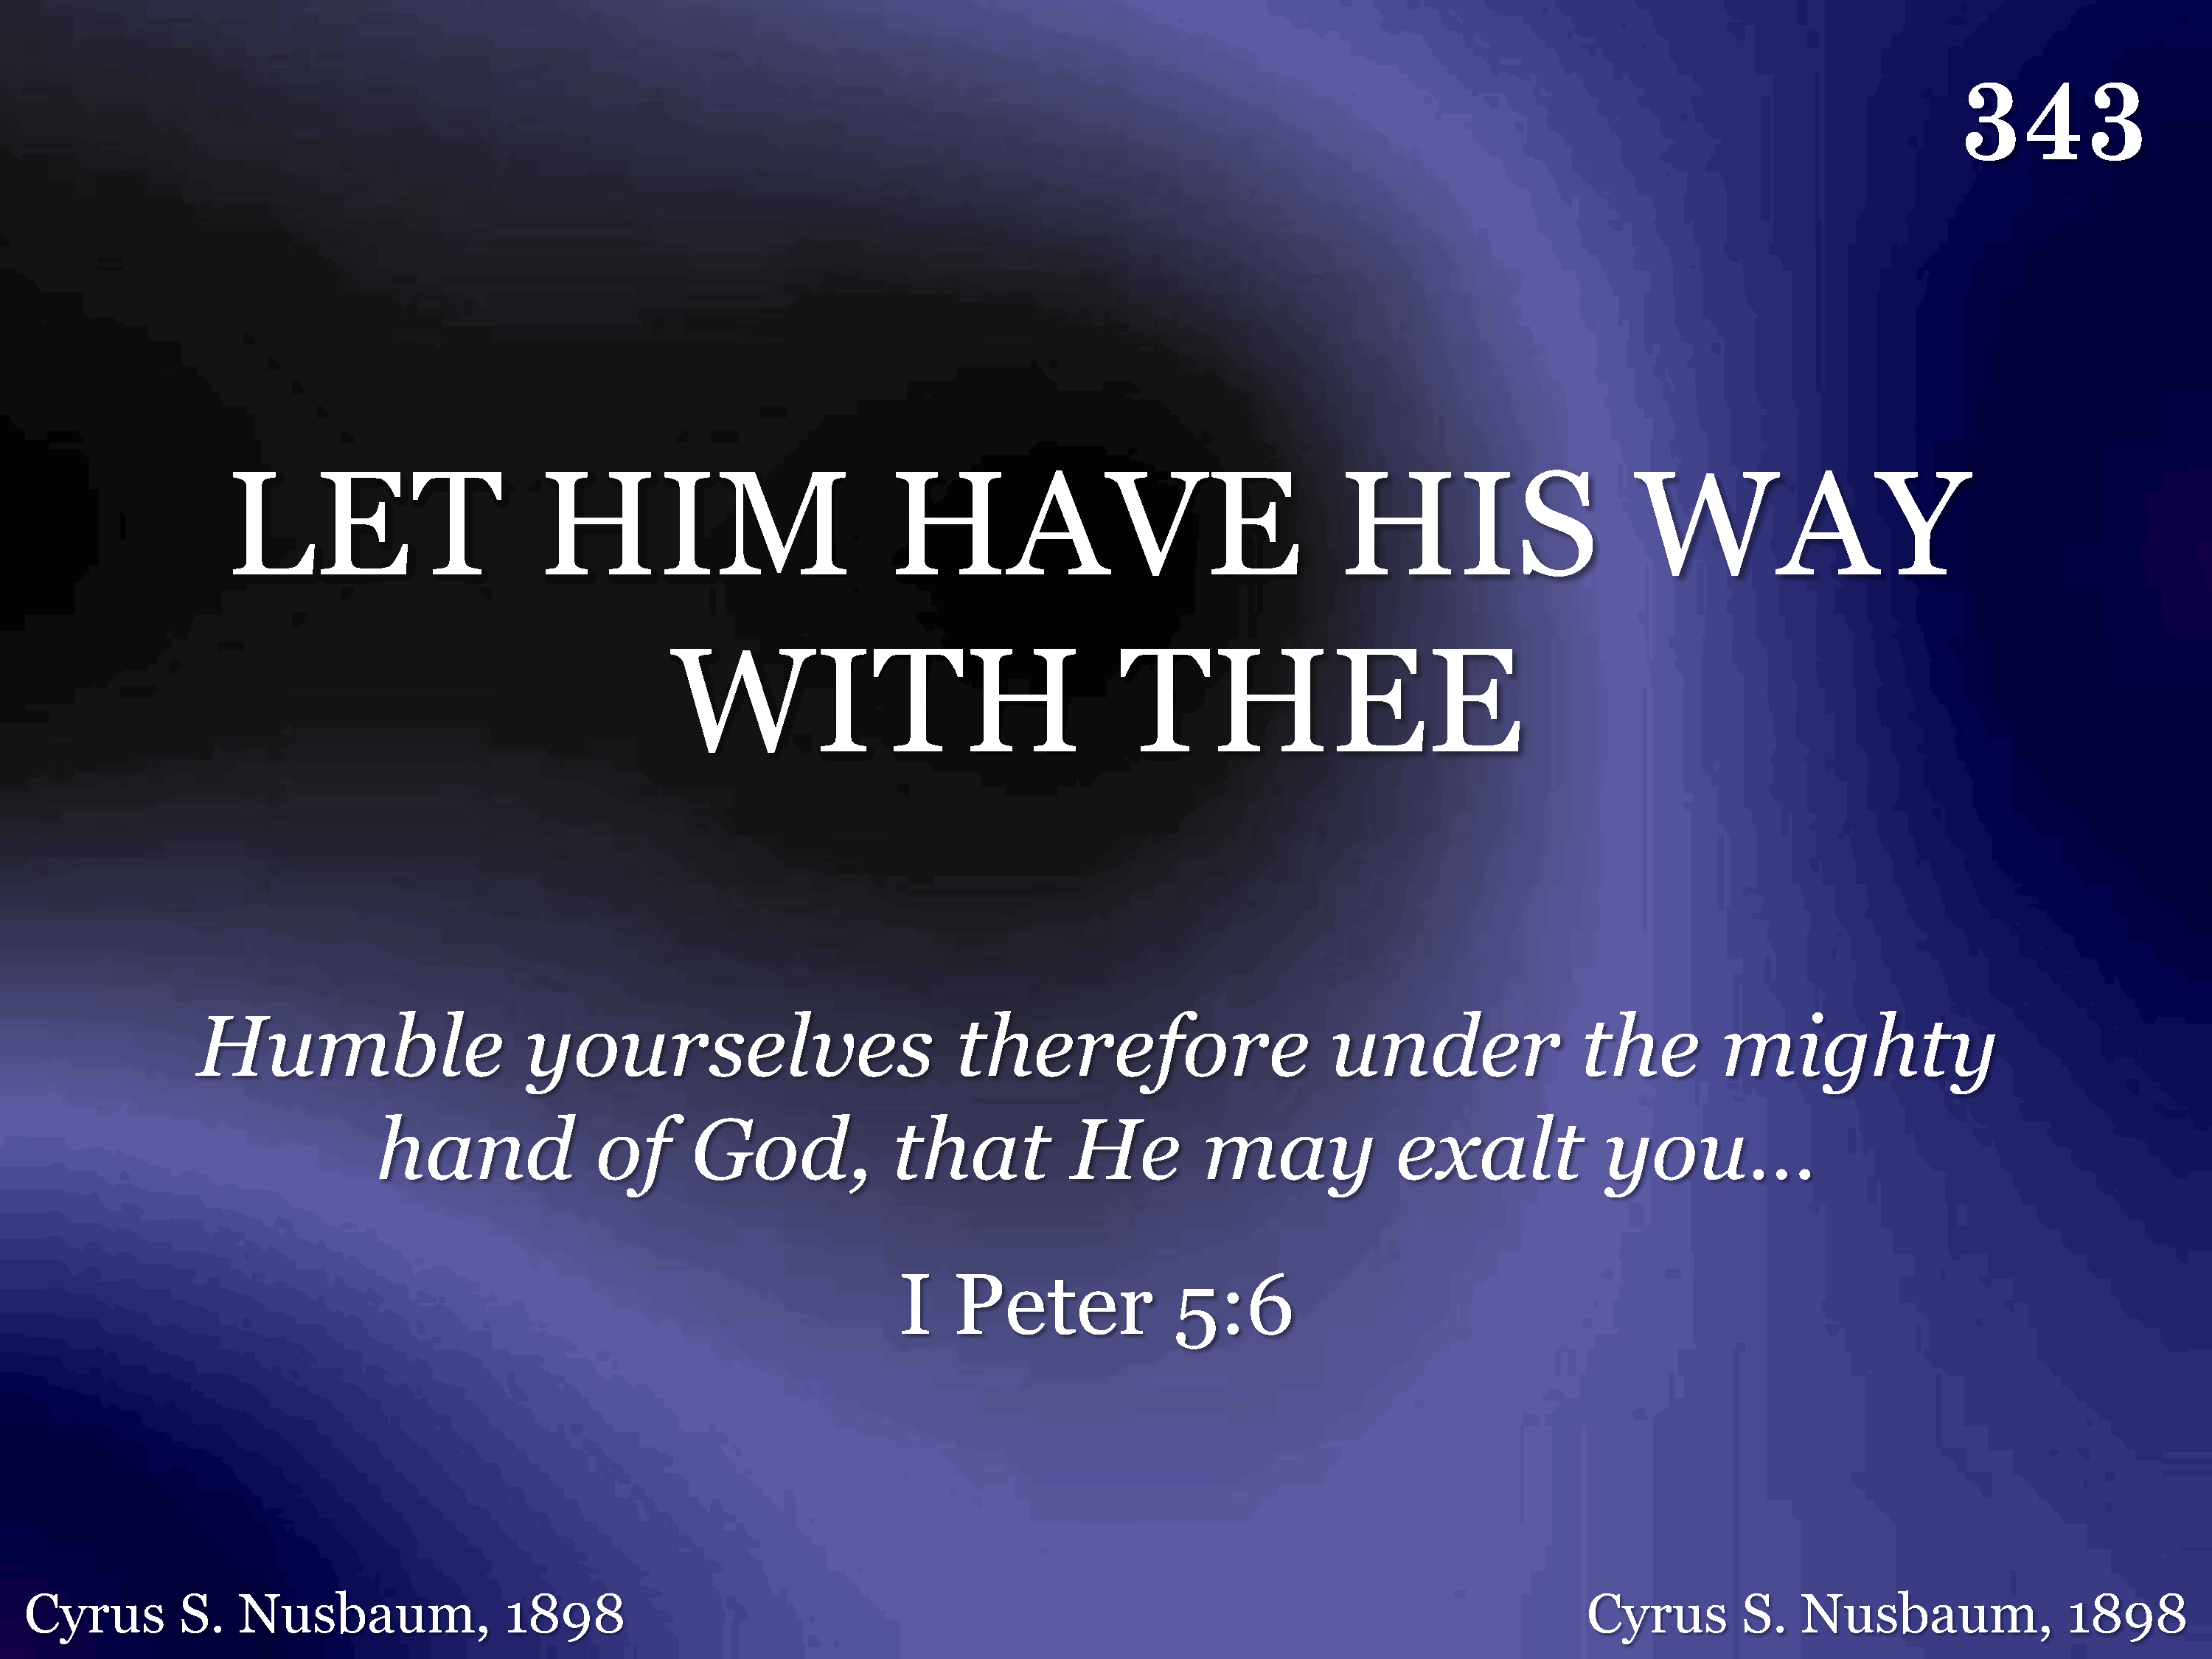 343
LET HIM HAVE HIS WAY
WITH THEE
Humble yourselves therefore under the mighty
hand of God, that He may exalt you...
I Peter 5:6
Cyrus S. Nusbaum, 1898
Cyrus S. Nusbaum, 1898